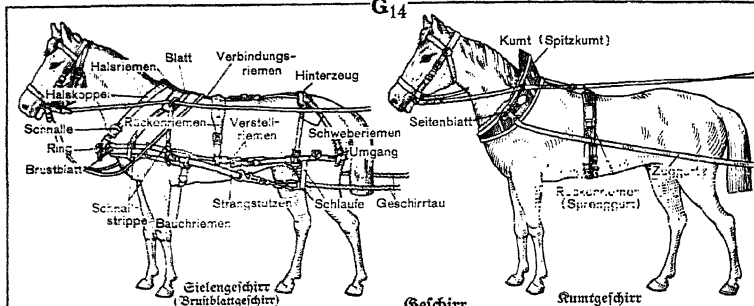 G14
Halsriemen
Blatt
Verbindungs-
riemen
Hinterzeug
Halskoppel
Schnalle
Rückenriemen
Verstell-
riemen
Schweberiemen
Ring
Umgang
Brustblatt
Schnall-
strippe
Bauchriemen
Strangstutzen
Schlaufe
Geschirrtau
Sielengeschirr
(Brustblattgeschirr)
Kumt (Spitzkumt)
Seitenblatt
Rückenriemen
(Sprenggurt)
Kumtgeschirr
Geschirr